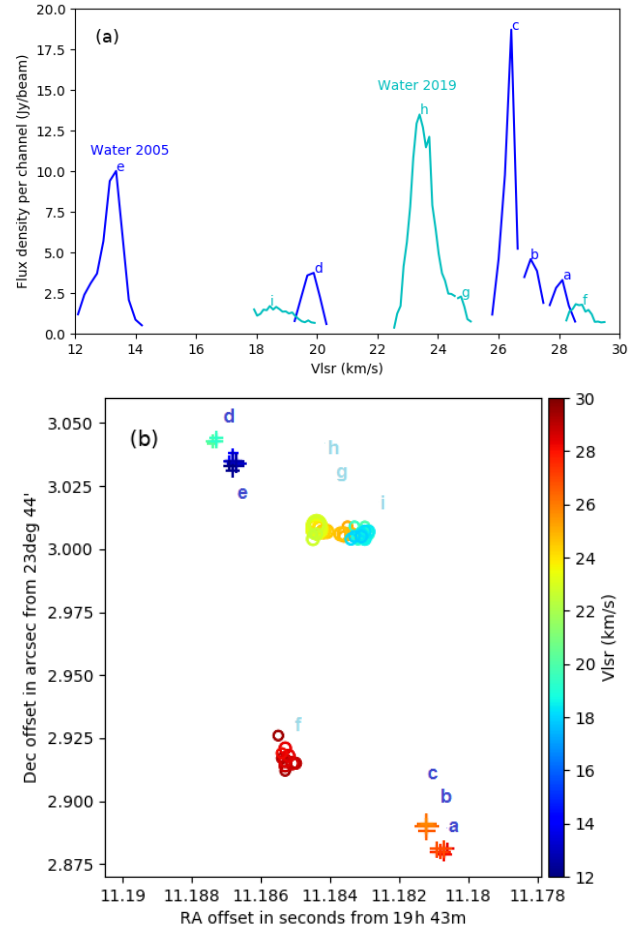 20.0
17.5
15.0
12.5
10.0
7.5
5.0
2.5
0.0
Flux density per channel (Jy/beam)
(a)
Water 2005
Water 2019
e
i
d
h
g
c
b
a
f
12 14 16 18 20 22 24 26 28 30
Vlsr (km/s)
3.050
3.025
3.000
2.975
2.950
2.925
2.900
2.875
Dec offset in arcsec from 23deg 44'
(b)
d
e
h
g
i
f
c
b
a
11.19 11.188 11.186 11.184 11.182 11.18 11.178
RA offset in seconds from 19h 43m
30
28
26
24
22
20
18
16
14
12
Vlsr (km/s)